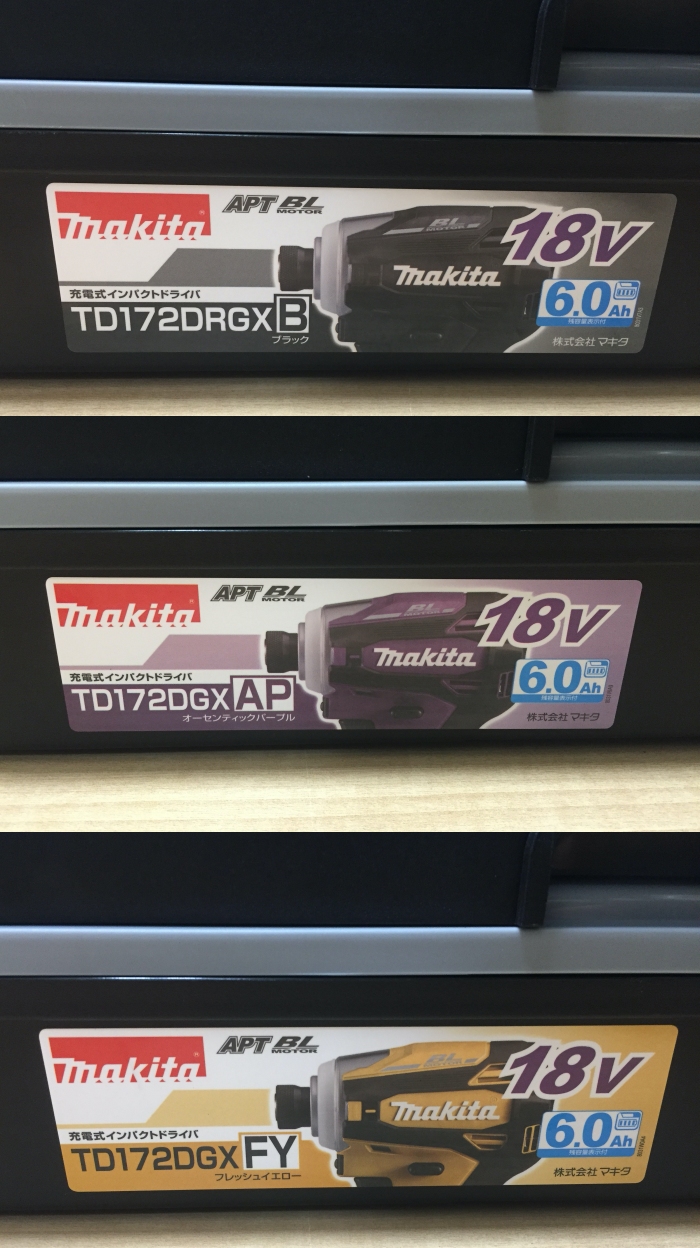 makita
APT BL MOTOR
BL MOTOR
18V
makita
6.0Ah
残容量表示付
充電式インパクトドライバ
TD172DRGX B
ブラック
株式会社マキタ
makita
APT BL MOTOR
BL MOTOR
18V
makita
6.0Ah
残容量表示付
充電式インパクトドライバ
TD172DGX AP
オーセンティックパープル
株式会社マキタ
makita
APT BL MOTOR
BL MOTOR
18V
makita
6.0Ah
残容量表示付
充電式インパクトドライバ
TD172DGX FY
フレッシュイエロー
株式会社マキタ